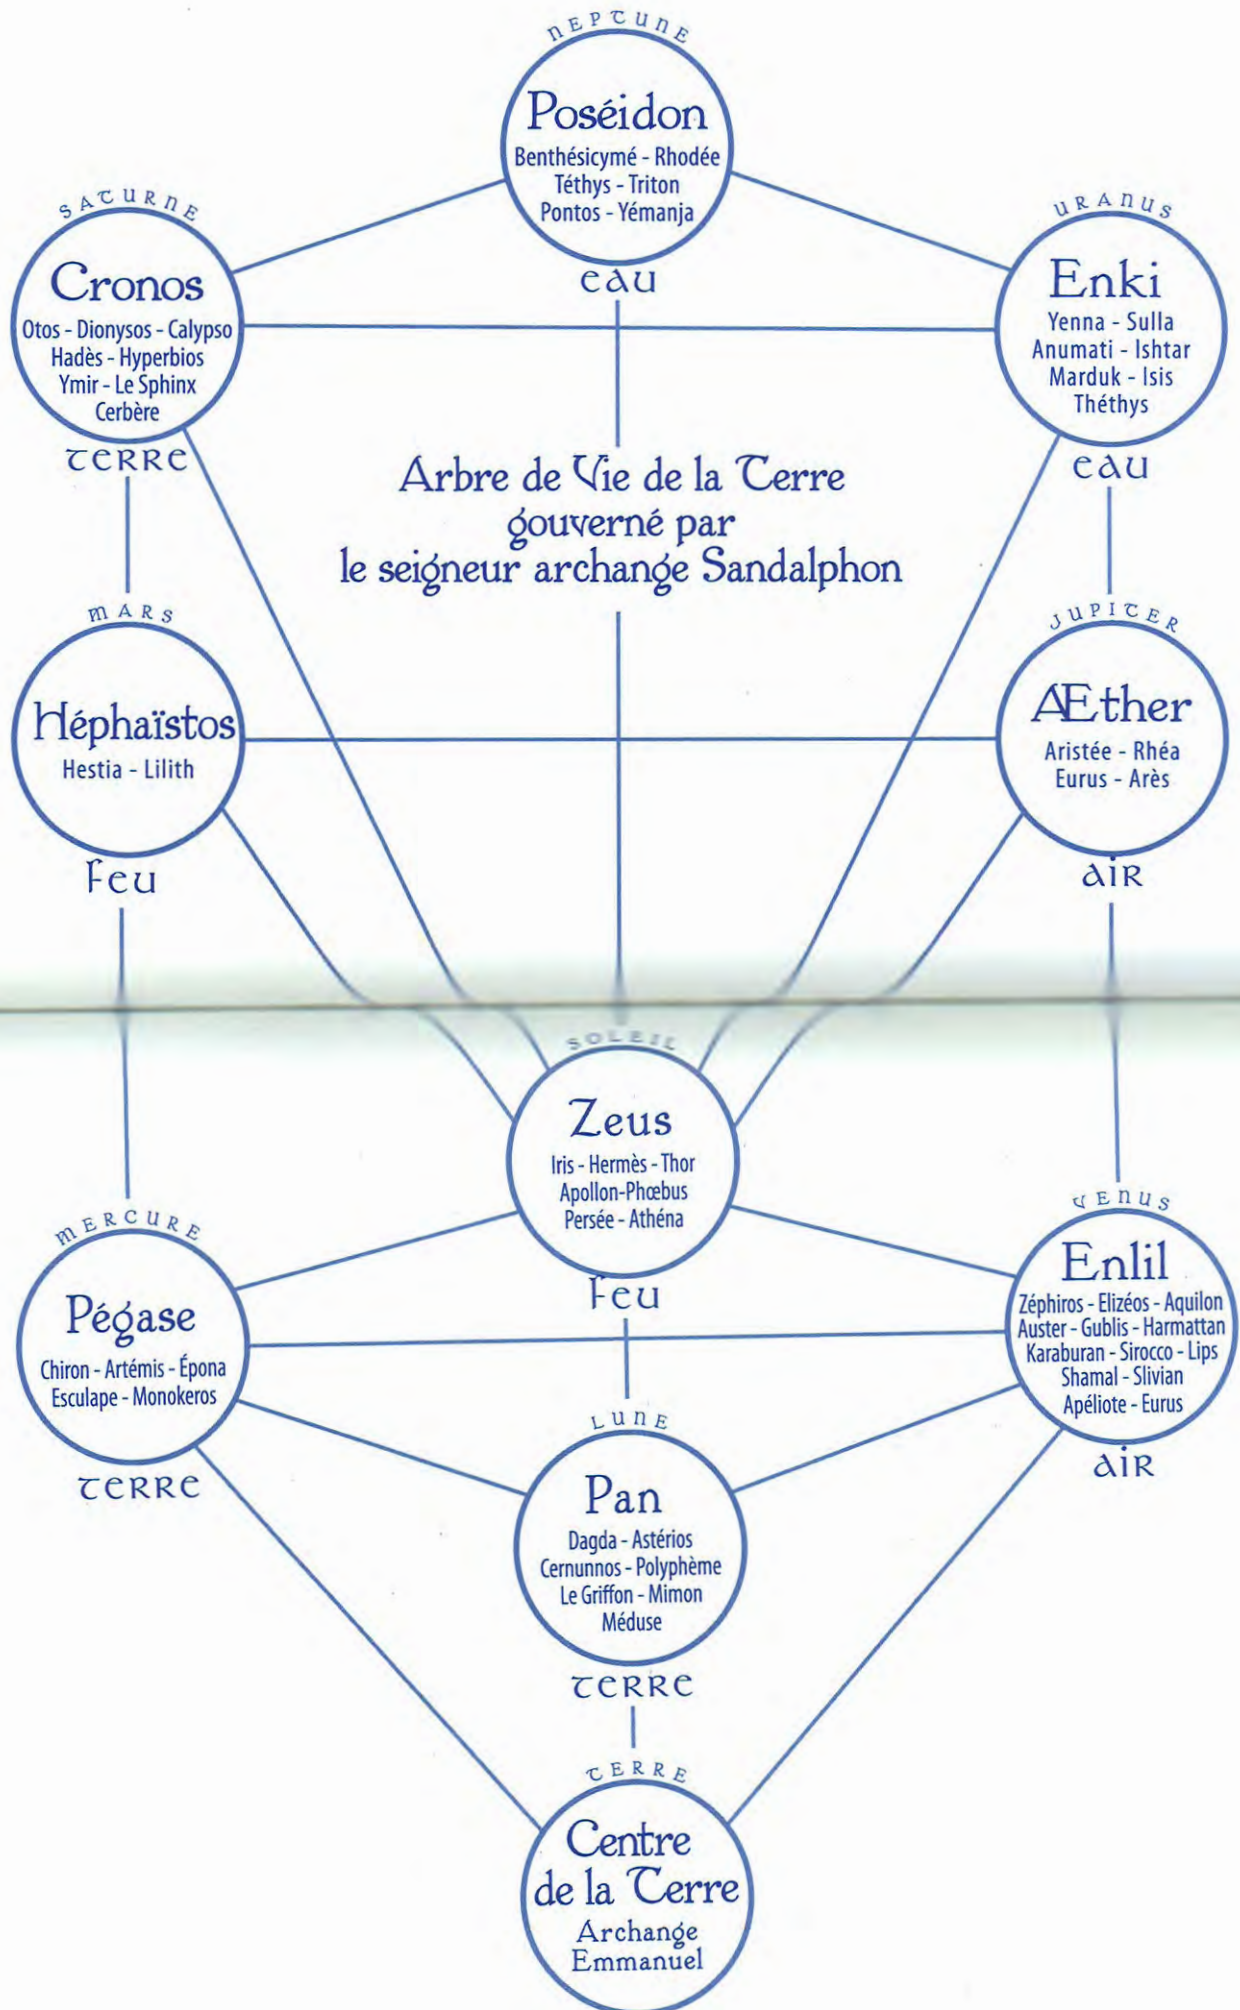 NEPTUNE
Poséidon
Benthésicymé - Rhodée
Téthys - Triton
Pontos - Yémanja
eau
SATURNE
Cronos
Otos - Dionysos - Calypso
Hadès - Hyperbios
Ymir - Le Sphinx
Cerbère
TERRE
URANUS
Enki
Yenna - Sulla
Anumati - Ishtar
Marduk - Isis
Théthys
eau
Arbre de Vie de la Terre
gouverné par
le seigneur archange Sandalphon
MARS
Héphaïstos
Hestia - Lilith
feu
JUPITER
Æther
Aristée - Rhéa
Eurus - Arès
air
SOLEIL
Zeus
Iris - Hermès - Thor
Apollon-Phœbus
Persée - Athéna
feu
MERCURE
Pégase
Chiron - Artémis - Épona
Esculape - Monokeros
TERRE
VENUS
Enlil
Zéphiros - Elizéos - Aquilon
Auster - Gublis - Harmattan
Karaburan - Sirocco - Lips
Shamal - Slivian
Apéliote - Eurus
air
LUNE
Pan
Dagda - Astérios
Cernunnos - Polyphème
Le Griffon - Mimon
Méduse
TERRE
TERRE
Centre
de la Terre
Archange
Emmanuel